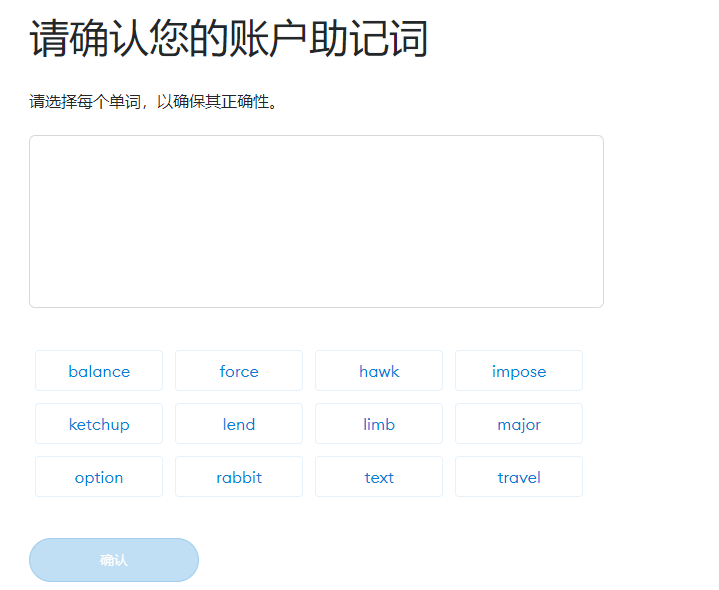 请确认您的账户助记词
请选择每个单词，以确保其正确性。
balance force hawk impose
ketchup lend limb major
option rabbit text travel
确认